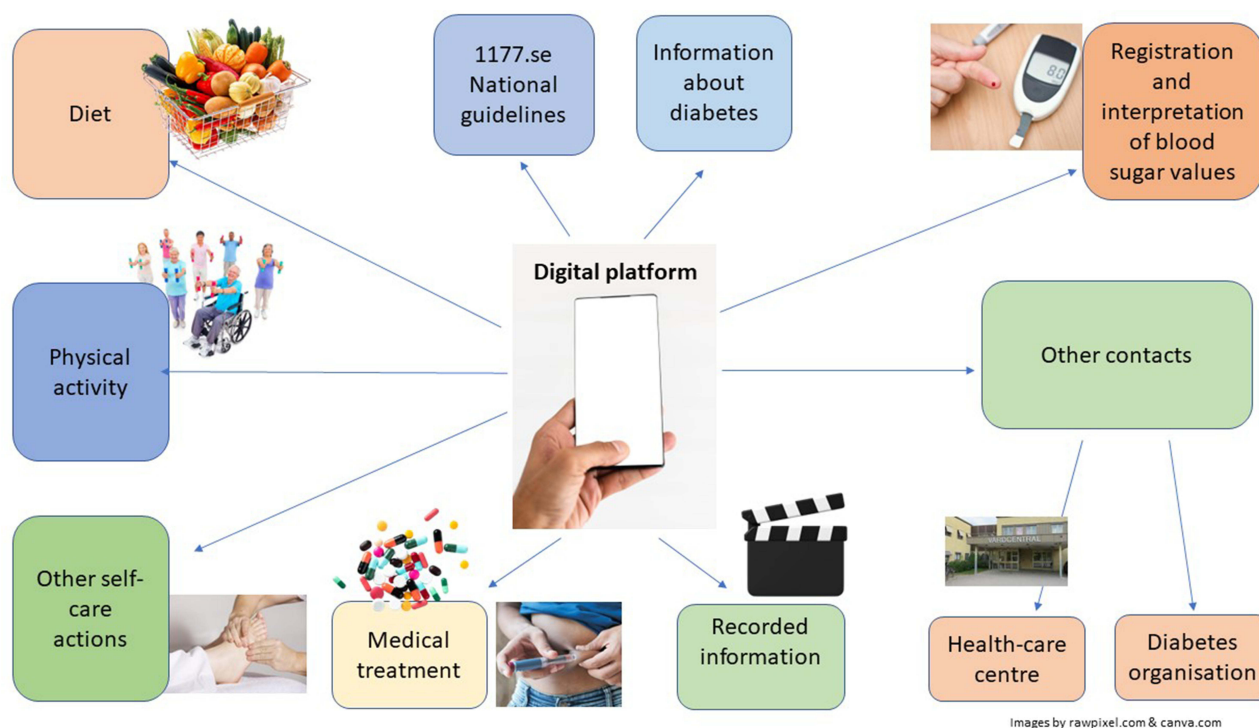 Diet
1177.se
National
guidelines
Information
about
diabetes
80
Registration
and
interpretation
of blood
sugar values
Digital platform
Physical
activity
Other contacts
Other self-
care
actions
Medical
treatment
Recorded
information
VÅRDCENTRAL
Health-care
centre
Diabetes
organisation
Images by rawpixel.com & canva.com